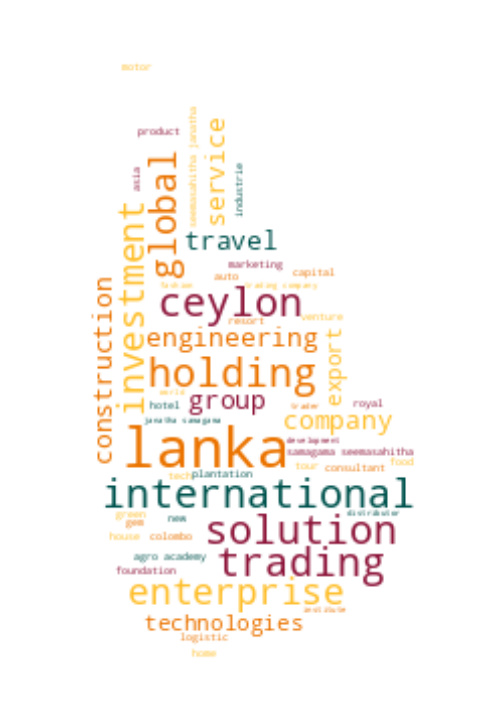 motor
product
seemasahitha janatha
service
asia
global
industrie
travel
investment
marketing
capital
auto
fashion
trading company
ceylon
construction
resort
venture
engineering
export
holding
world
hotel
group
royal
trader
janatha samagama
company
lanka
development
samagama seemasahitha
tour
consultant
food
tech
plantation
international
green
new
distributor
gem
solution
house
colombo
agro academy
trading
foundation
enterprise
institute
technologies
logistic
home